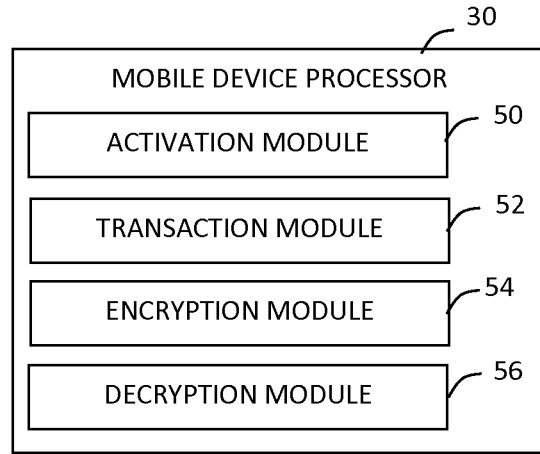 30
MOBILE DEVICE PROCESSOR
50
ACTIVATION MODULE
52
TRANSACTION MODULE
54
ENCRYPTION MODULE
56
DECRYPTION MODULE